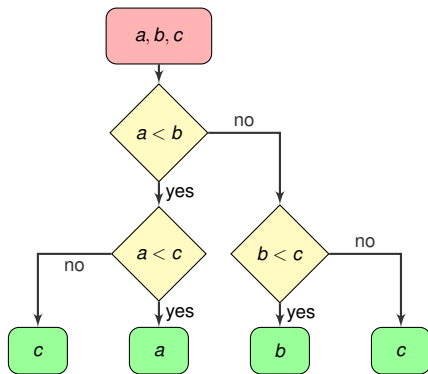 a, b, c
a < b
no
yes
a < c
b < c
no
no
yes
yes
c
a
b
c